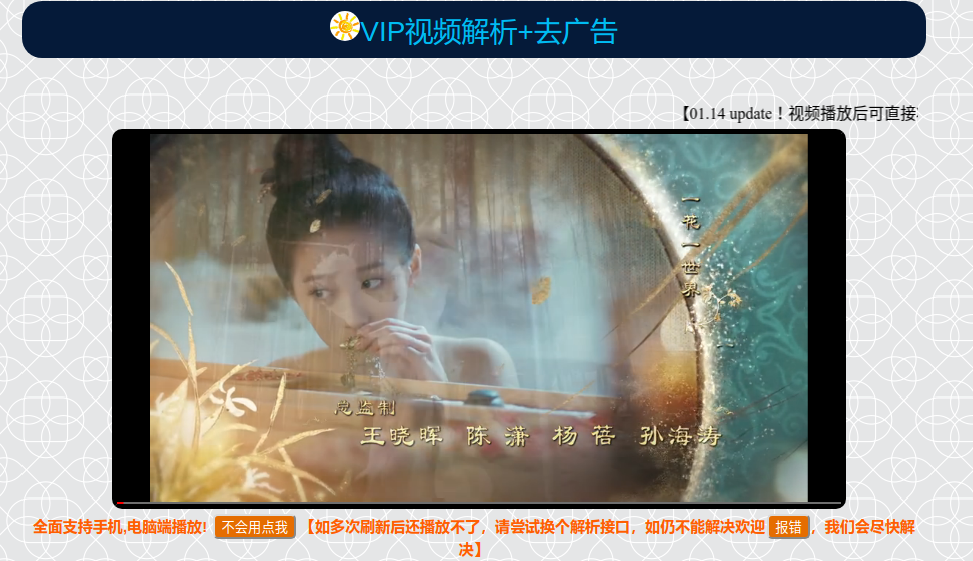 VIP视频解析+去广告
【01.14 update！视频播放后可直接
一花一世界
总监制
王晓晖 陈潇 杨蓓 孙海涛
全面支持手机,电脑端播放! 不会用点我 【如多次刷新后还播放不了，请尝试换个解析接口，如仍不能解决欢迎 报错 ，我们会尽快解
决】